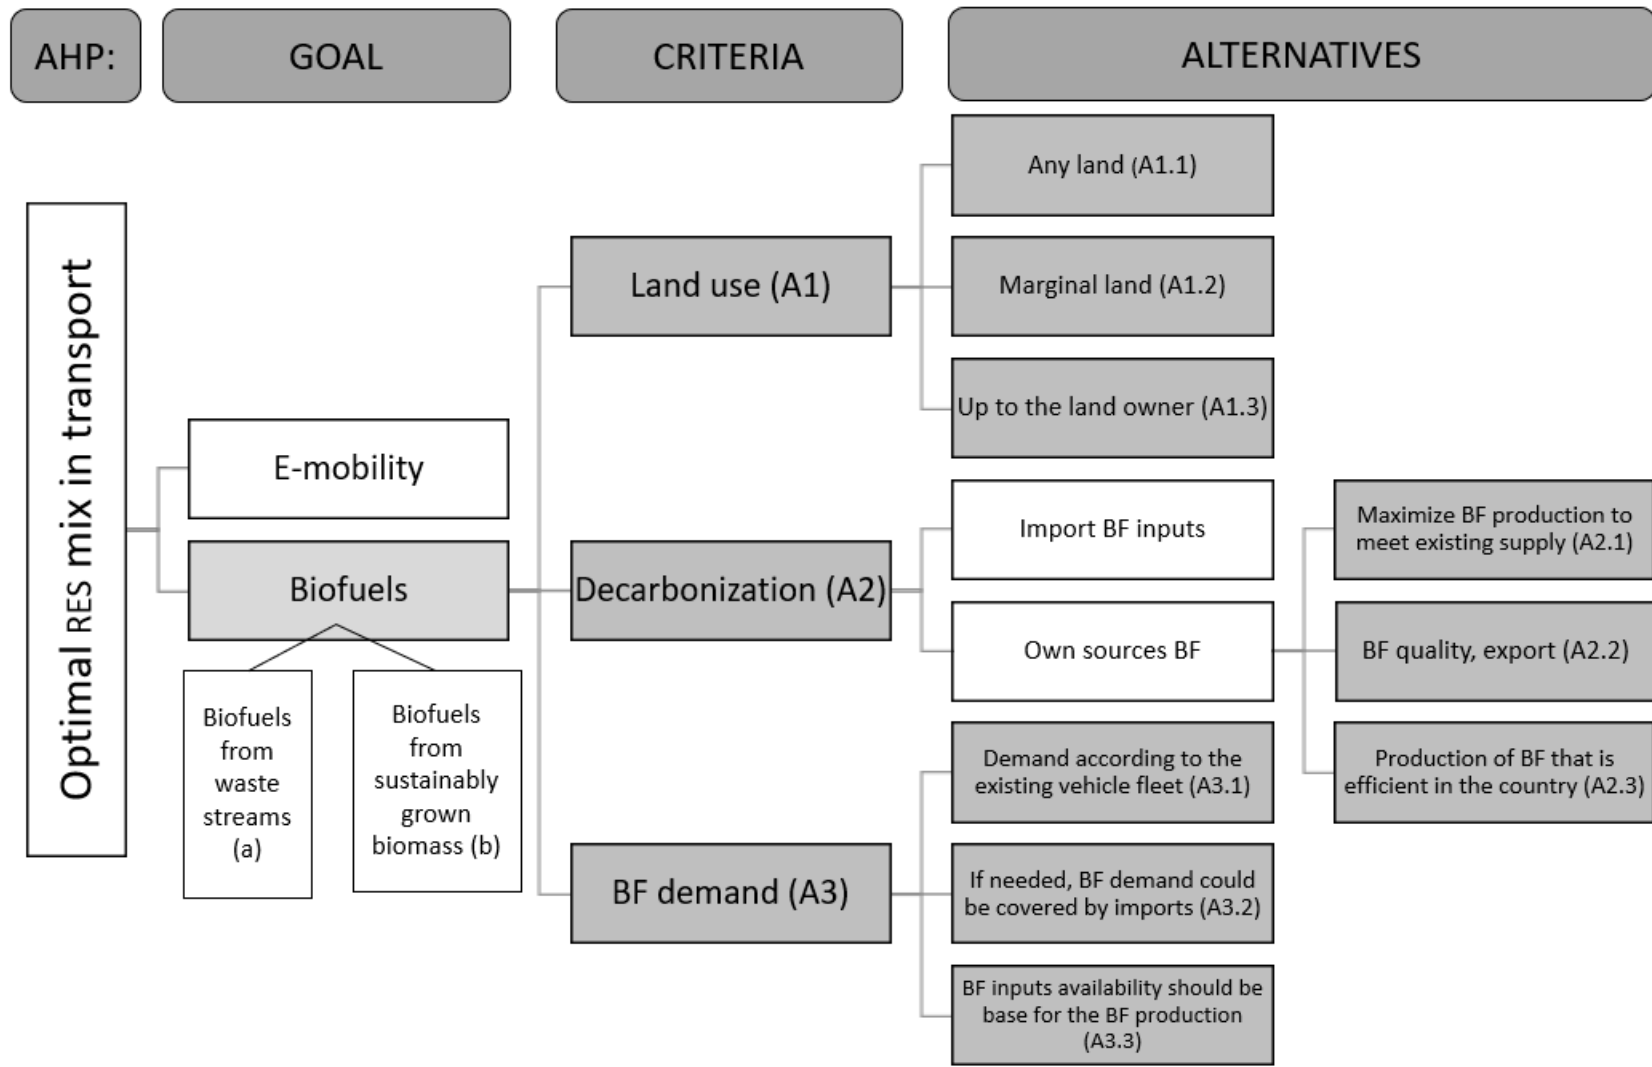 AHP:
GOAL
CRITERIA
ALTERNATIVES
Optimal RES mix in transport
E-mobility
Biofuels
Biofuels
from
waste
streams
(a)
Biofuels
from
sustainably
grown
biomass (b)
Land use (A1)
Decarbonization (A2)
BF demand (A3)
Any land (A1.1)
Marginal land (A1.2)
Up to the land owner (A1.3)
Import BF inputs
Own sources BF
Maximize BF production to
meet existing supply (A2.1)
BF quality, export (A2.2)
Production of BF that is
efficient in the country (A2.3)
Demand according to the
existing vehicle fleet (A3.1)
If needed, BF demand could
be covered by imports (A3.2)
BF inputs availability should be
base for the BF production
(A3.3)